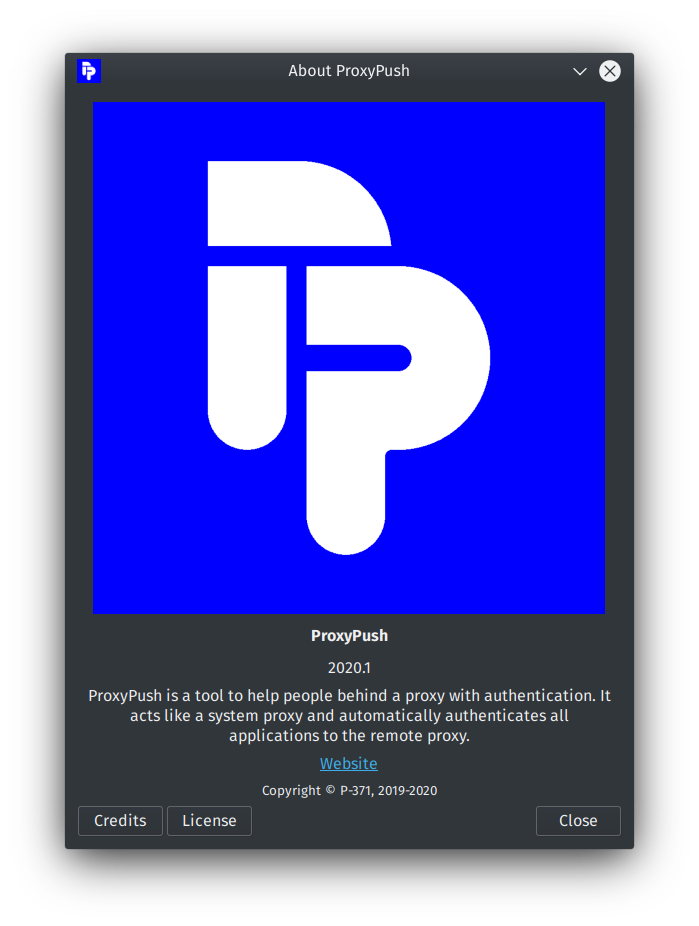 About ProxyPush
ProxyPush
2020.1
ProxyPush is a tool to help people behind a proxy with authentication. It
acts like a system proxy and automatically authenticates all
applications to the remote proxy.
Website
Copyright © P-371, 2019-2020
Credits
License
Close